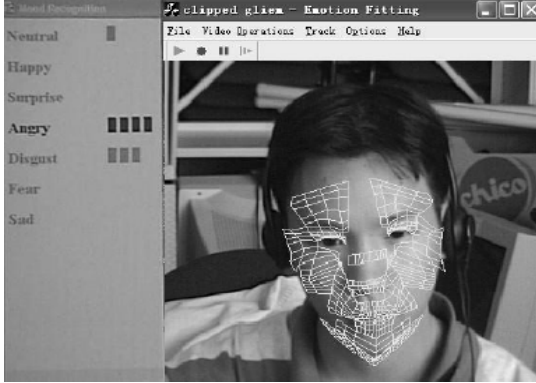 Mood Recognition
Neutral
Happy
Surprise
Angry
Disgust
Fear
Sad
clipped gliem - Emotion Fitting
File Video Operations Track Options Help
chico